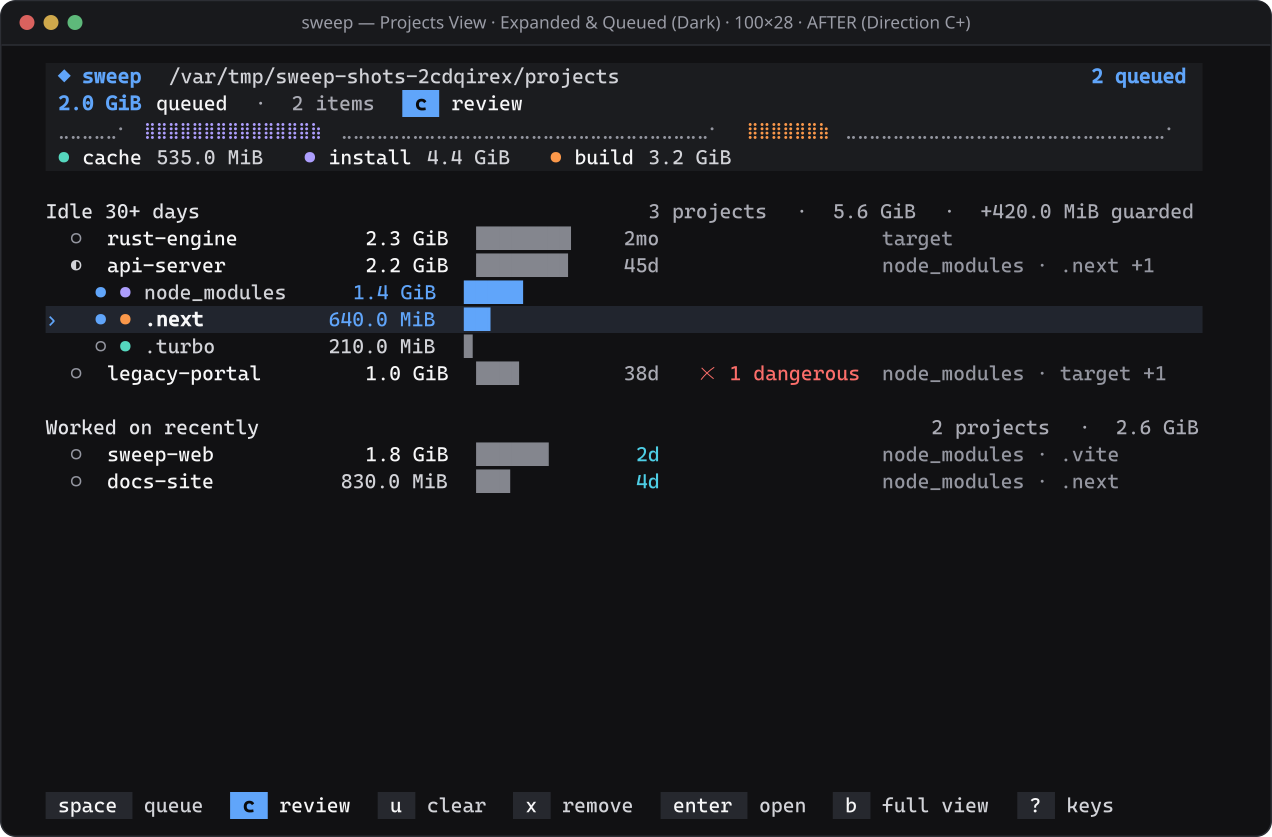 sweep — Projects View · Expanded & Queued (Dark) · 100×28 · AFTER (Direction C+)
◆ sweep /var/tmp/sweep-shots-2cdqirex/projects 2 queued
2.0 GiB queued · 2 items c review
● cache 535.0 MiB ● install 4.4 GiB ● build 3.2 GiB
Idle 30+ days 3 projects · 5.6 GiB · +420.0 MiB guarded
○ rust-engine 2.3 GiB 2mo target
◐ api-server 2.2 GiB 45d node_modules · .next +1
● ● node_modules 1.4 GiB
› ● ● .next 640.0 MiB
○ ● .turbo 210.0 MiB
○ legacy-portal 1.0 GiB 38d × 1 dangerous node_modules · target +1
Worked on recently 2 projects · 2.6 GiB
○ sweep-web 1.8 GiB 2d node_modules · .vite
○ docs-site 830.0 MiB 4d node_modules · .next
space queue c review u clear x remove enter open b full view ? keys